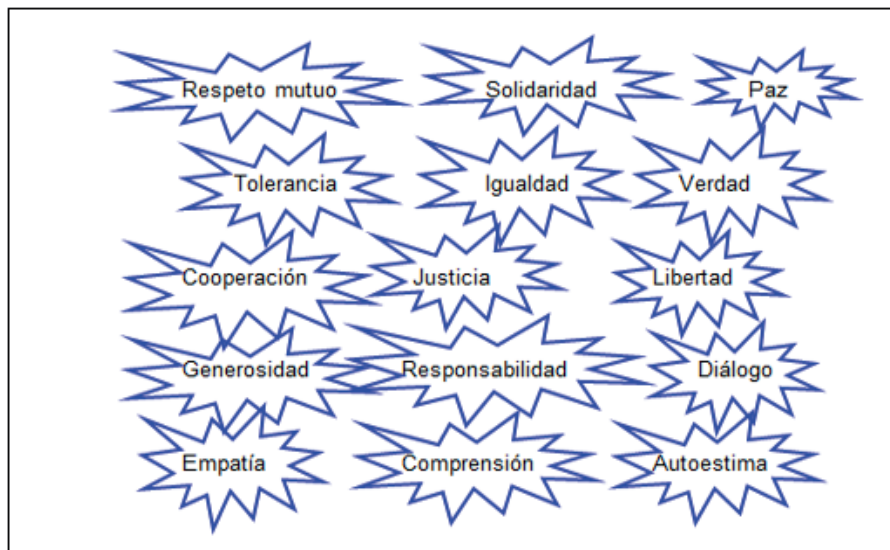 Respeto mutuo
Solidaridad
Paz
Tolerancia
Igualdad
Verdad
Cooperación
Justicia
Libertad
Generosidad
Responsabilidad
Diálogo
Empatía
Comprensión
Autoestima